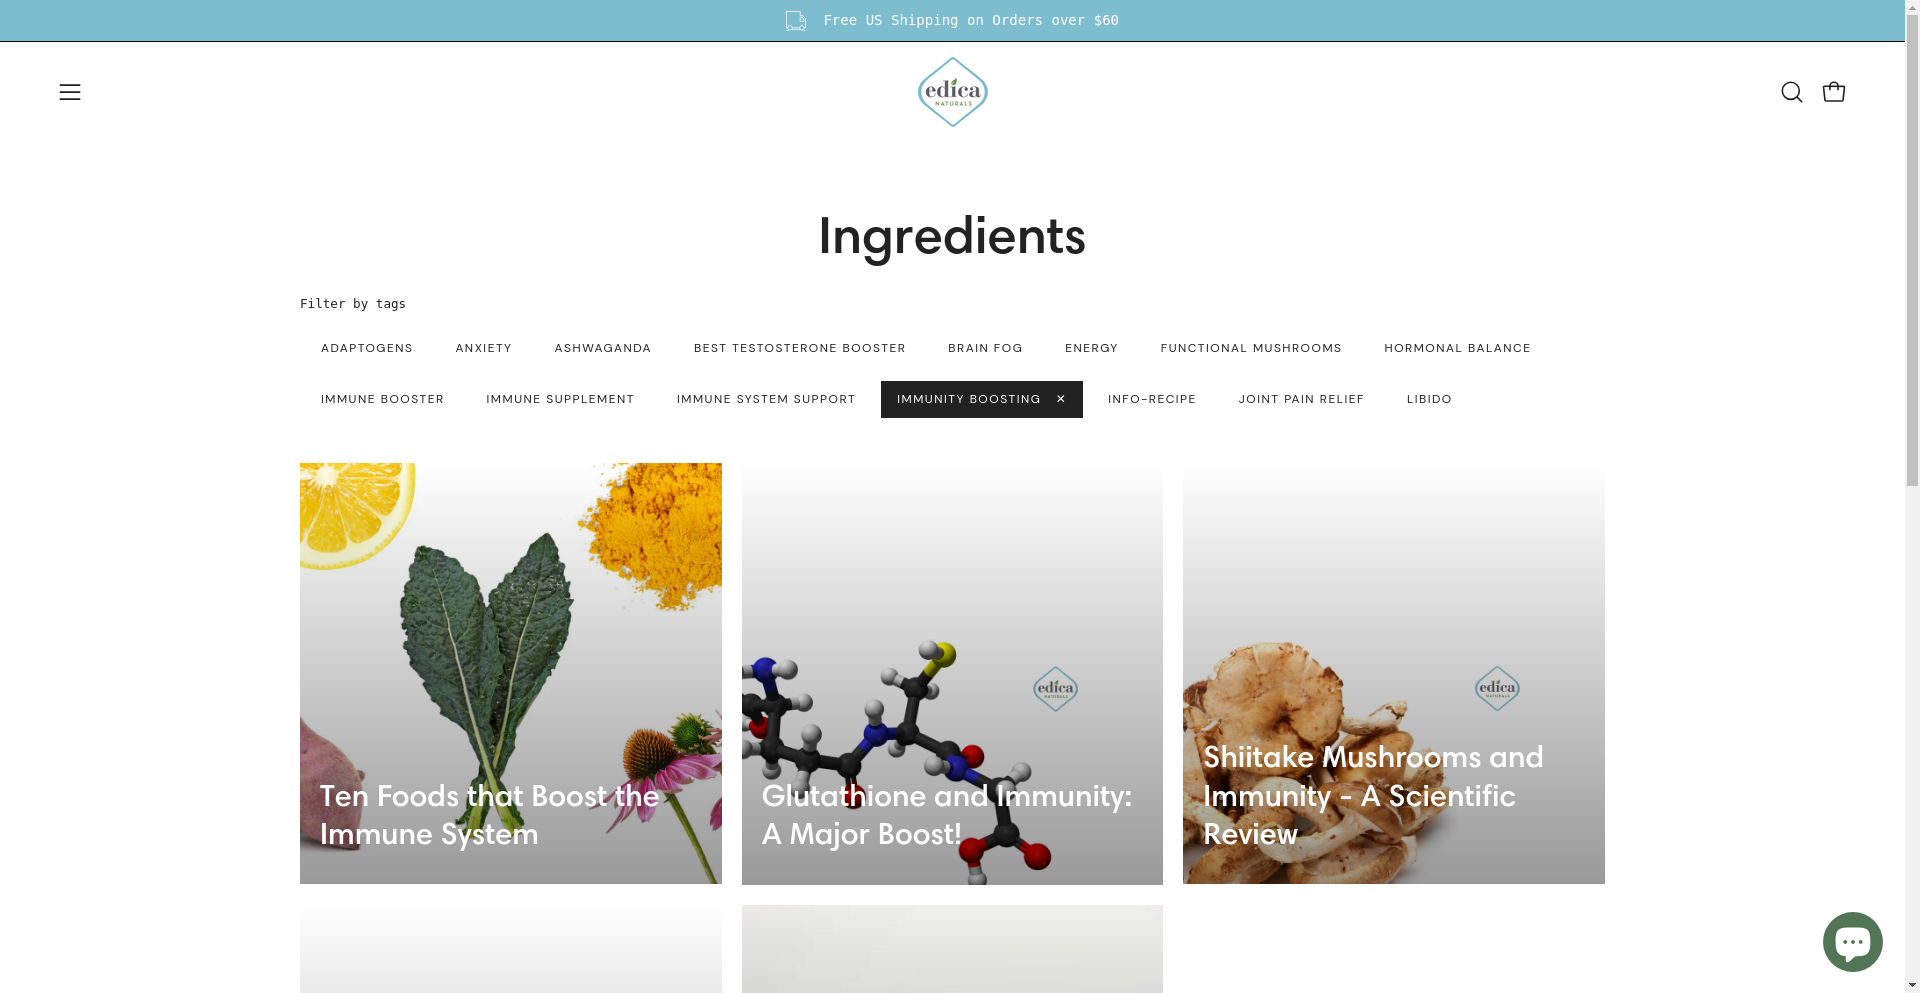 Free US Shipping on Orders over $60
edica
NATURALS
Ingredients
Filter by tags
ADAPTOGENS
ANXIETY
ASHWAGANDA
BEST TESTOSTERONE BOOSTER
BRAIN FOG
ENERGY
FUNCTIONAL MUSHROOMS
HORMONAL BALANCE
IMMUNE BOOSTER
IMMUNE SUPPLEMENT
IMMUNE SYSTEM SUPPORT
IMMUNITY BOOSTING ×
INFO-RECIPE
JOINT PAIN RELIEF
LIBIDO
Ten Foods that Boost the
Immune System
edica
NATURALS
Glutathione and Immunity:
A Major Boost!
edica
NATURALS
Shiitake Mushrooms and
Immunity - A Scientific
Review